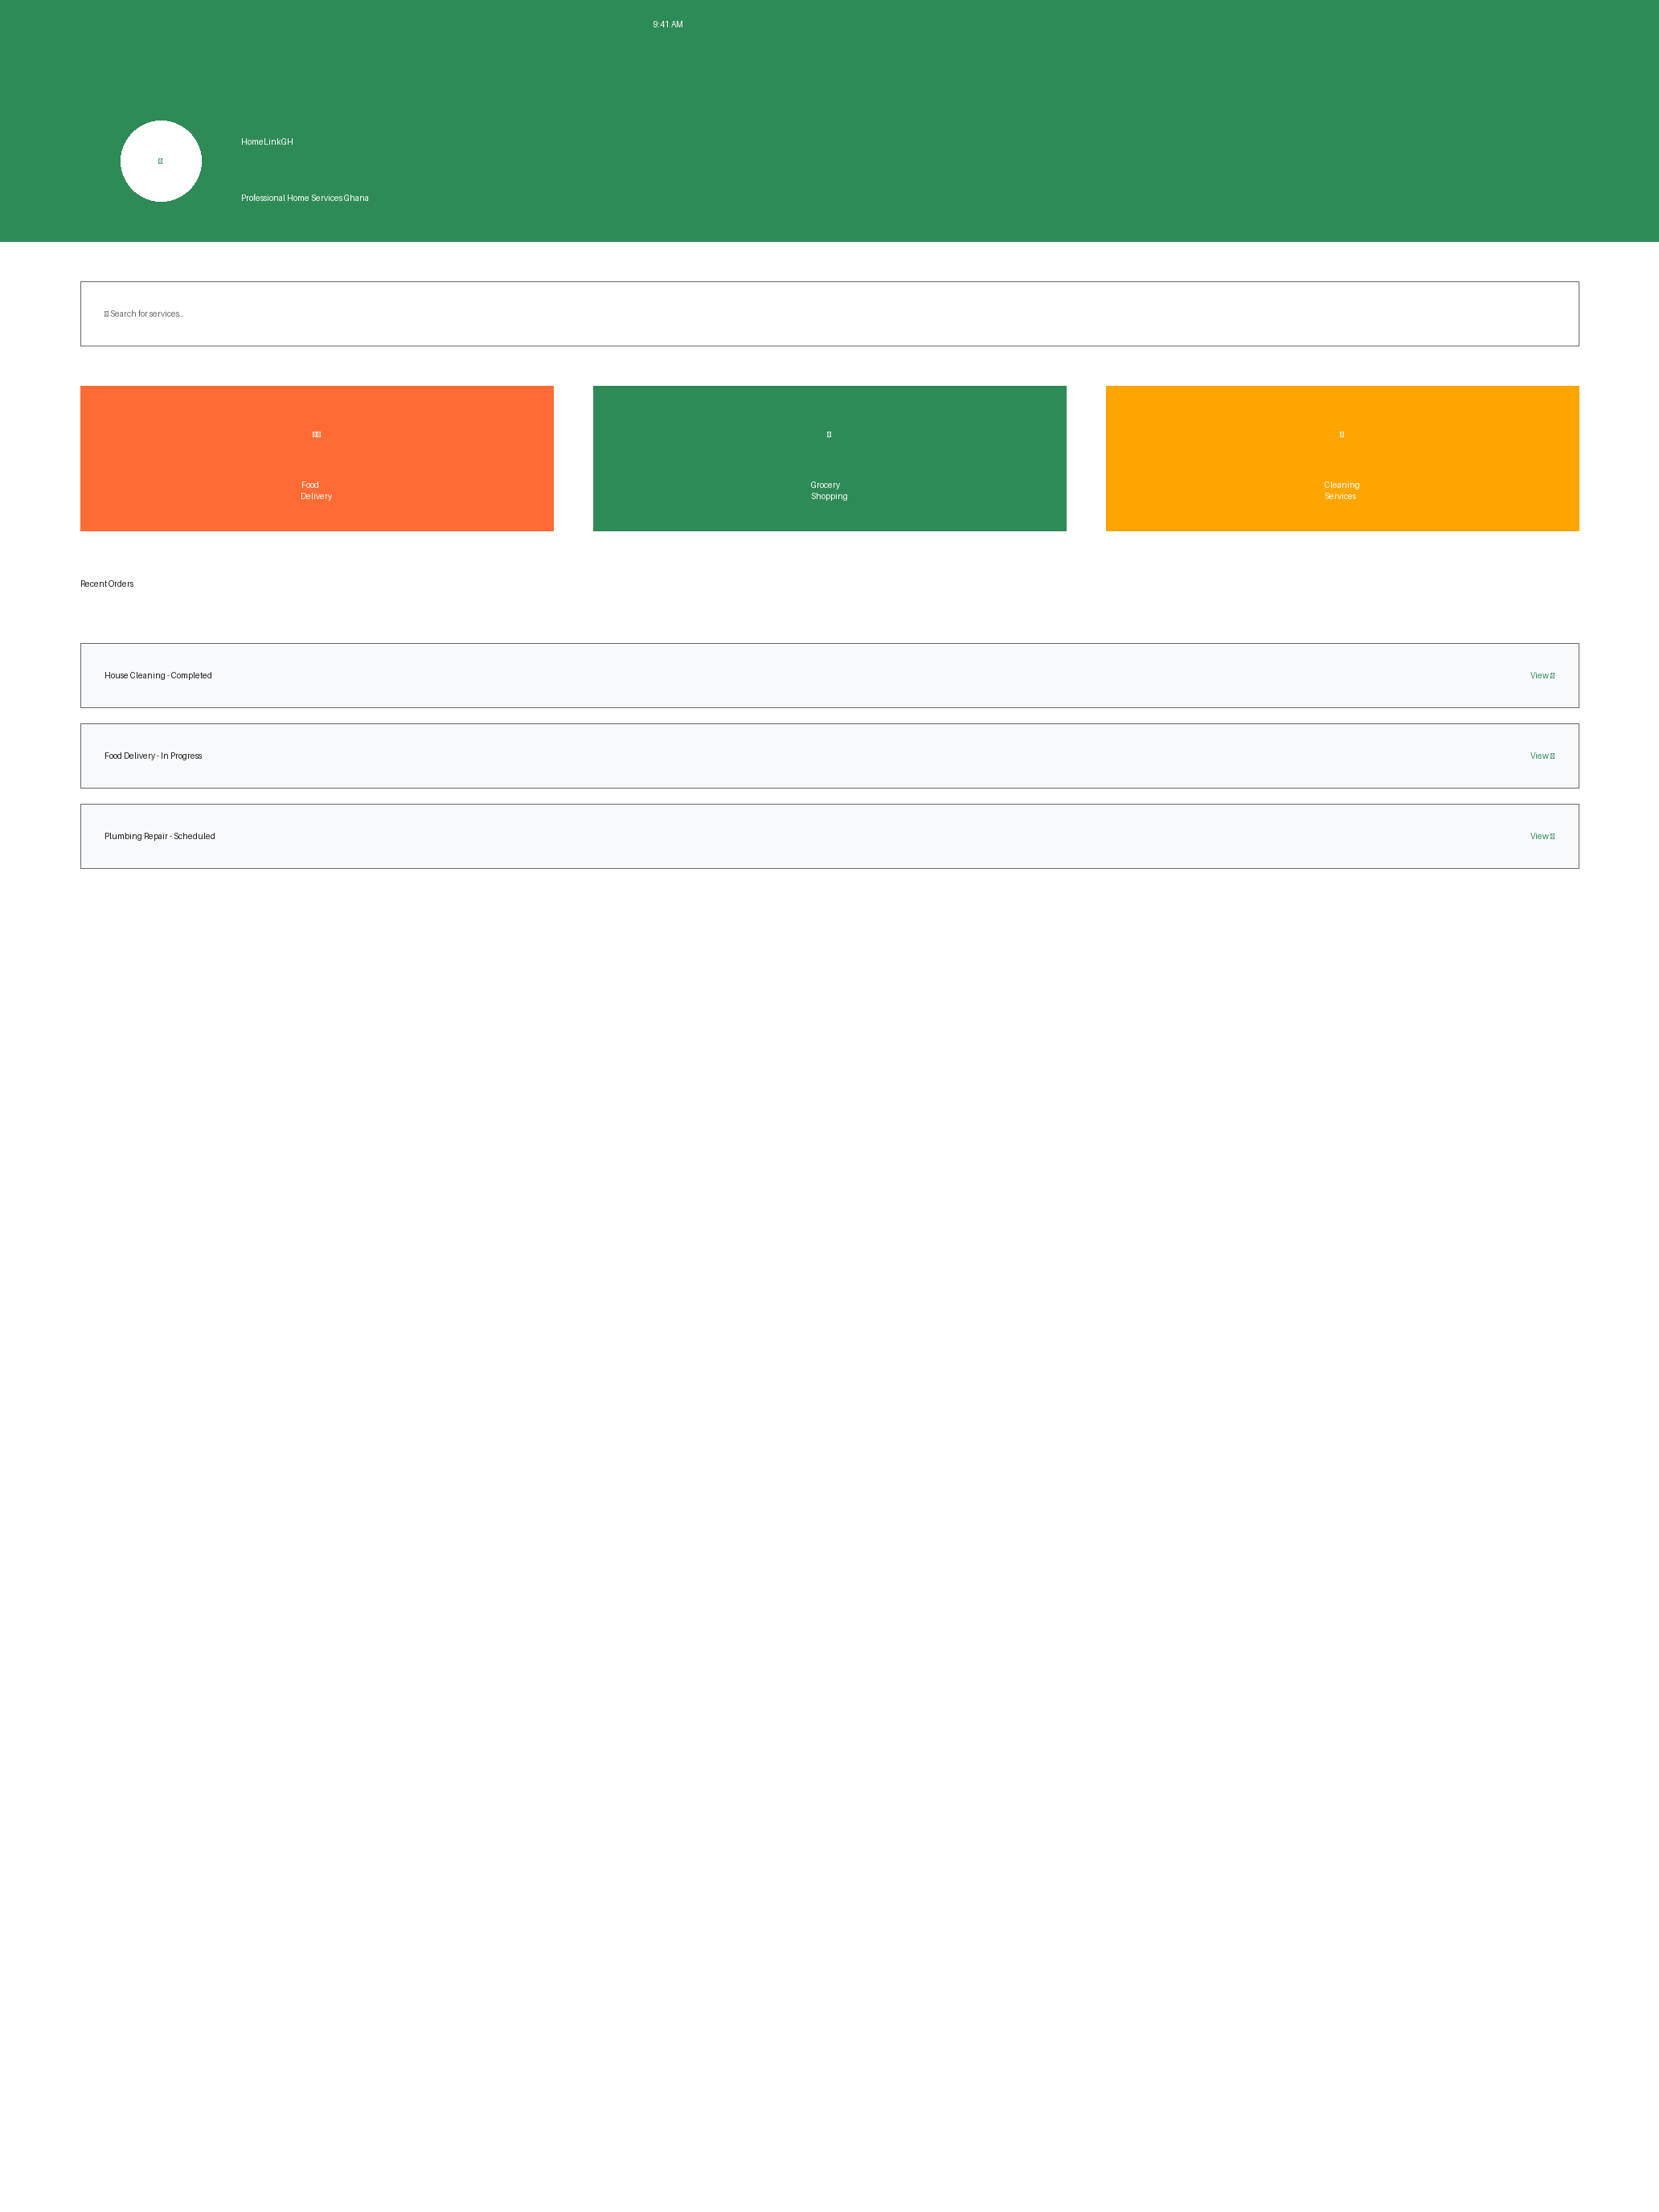 9:41 AM
HomeLinkGH
Professional Home Services Ghana
Search for services...
Food
Delivery
Grocery
Shopping
Cleaning
Services
Recent Orders
House Cleaning - Completed
View
Food Delivery - In Progress
View
Plumbing Repair - Scheduled
View